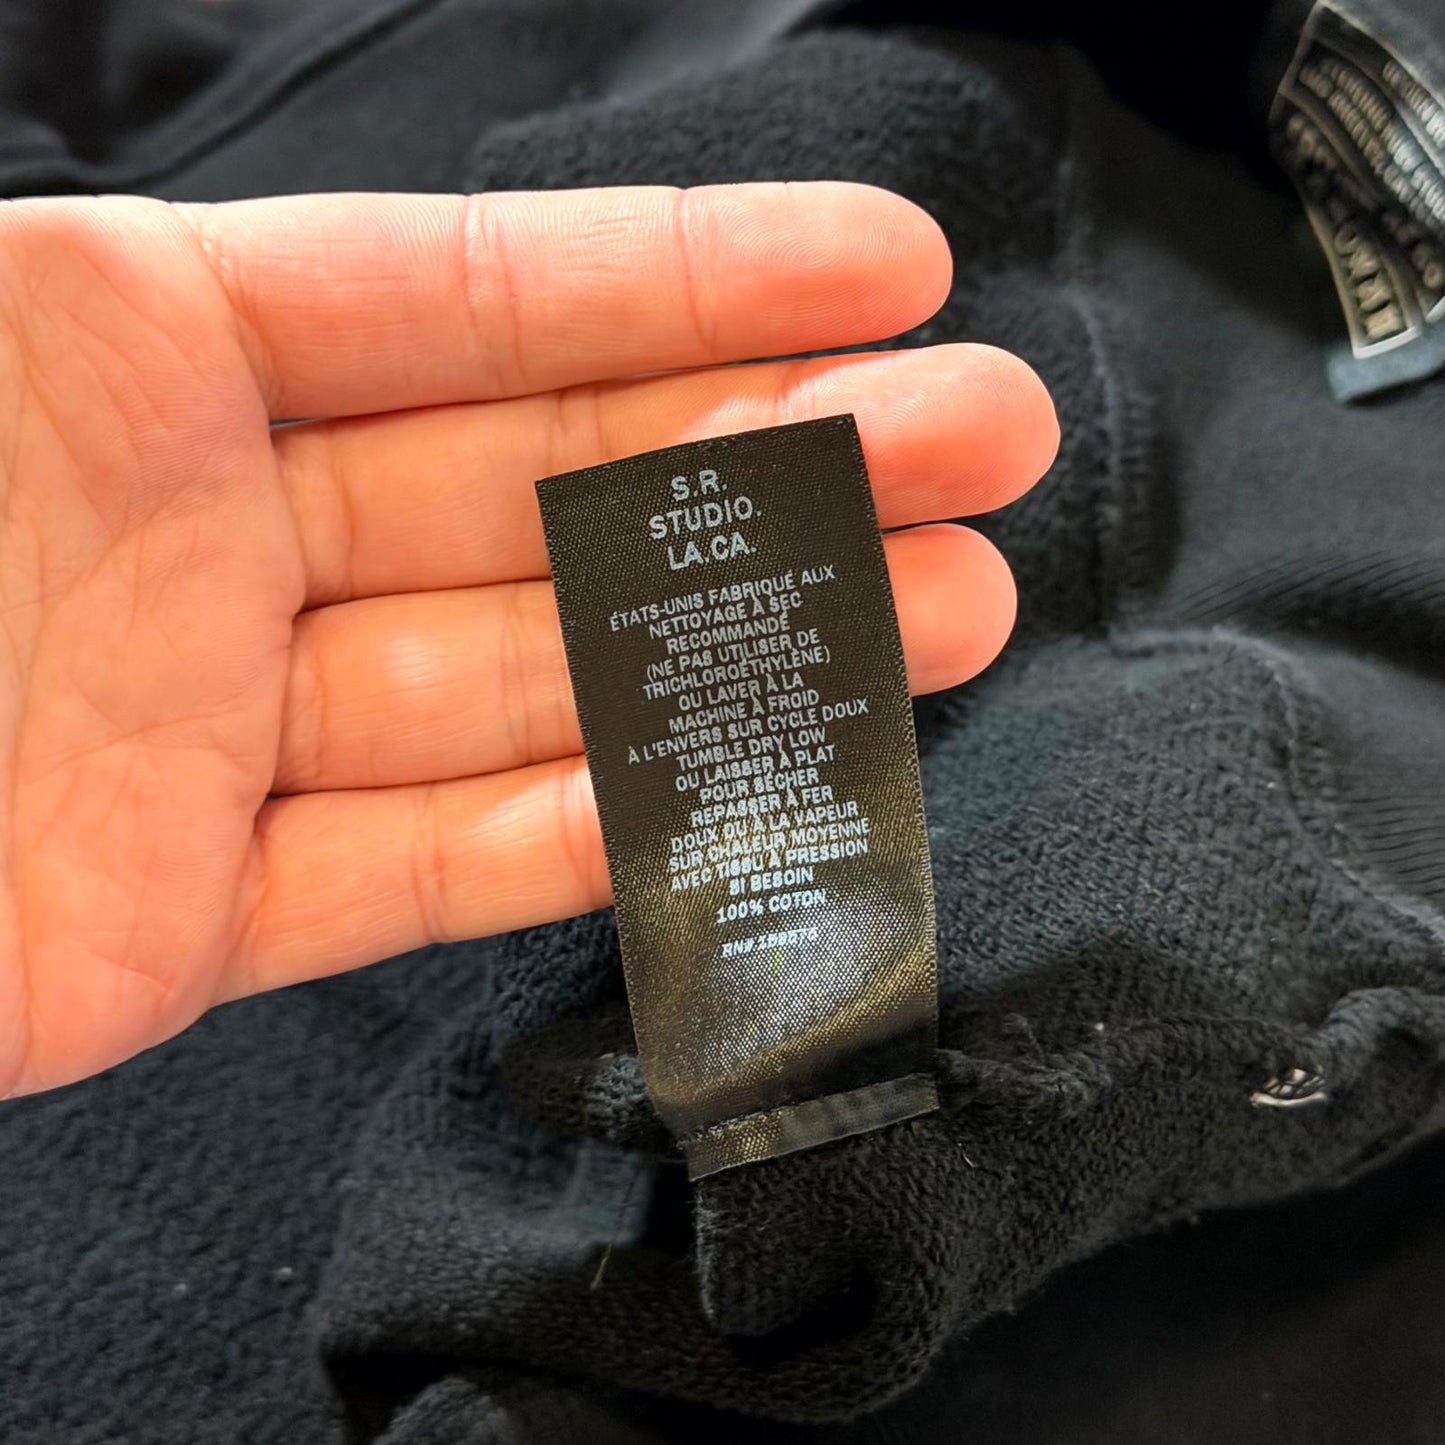 S.R.
STUDIO.
LA.CA.
ÉTATS-UNIS FABRIQUÉ AUX
NETTOYAGE À SEC
RECOMMANDÉ
(NE PAS UTILISER DE
TRICHLOROÉTHYLÈNE)
OU LAVER À LA
MACHINE À FROID
À L'ENVERS SUR CYCLE DOUX
TUMBLE DRY LOW
OU LAISSER À PLAT
POUR SÉCHER
REPASSER À FER
DOUX OU À LA VAPEUR
SUR CHALEUR MOYENNE
AVEC TISSU À PRESSION
SI BESOIN
100% COTON